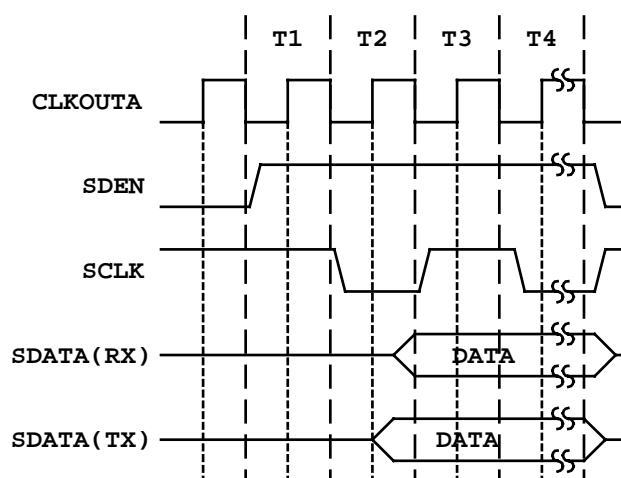 T1 T2 T3 T4
CLKOUTA
SDEN
SCLK
SDATA(RX) DATA
SDATA(TX) DATA